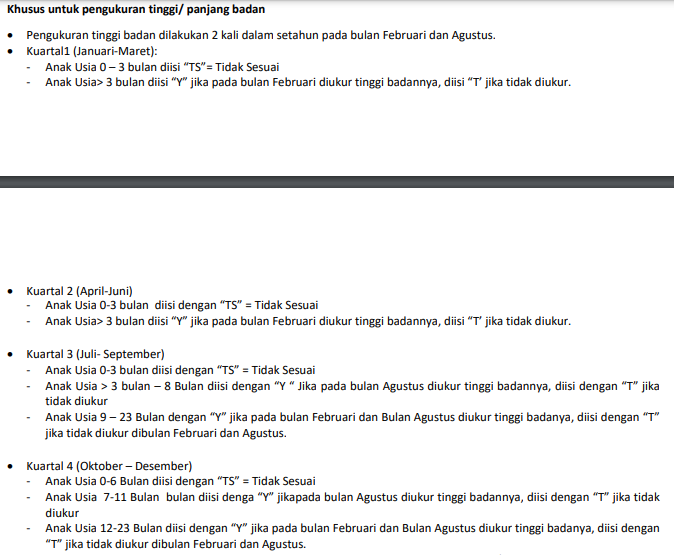 Khusus untuk pengukuran tinggi/ panjang badan
• Pengukuran tinggi badan dilakukan 2 kali dalam setahun pada bulan Februari dan Agustus.
• Kuartal1 (Januari-Maret):
- Anak Usia 0 – 3 bulan diisi “TS”= Tidak Sesuai
- Anak Usia> 3 bulan diisi “Y” jika pada bulan Februari diukur tinggi badannya, diisi “T’ jika tidak diukur.
• Kuartal 2 (April-Juni)
- Anak Usia 0-3 bulan diisi dengan “TS” = Tidak Sesuai
- Anak Usia> 3 bulan diisi “Y” jika pada bulan Februari diukur tinggi badannya, diisi “T’ jika tidak diukur.
• Kuartal 3 (Juli- September)
- Anak Usia 0-3 bulan diisi dengan “TS” = Tidak Sesuai
- Anak Usia > 3 bulan – 8 Bulan diisi dengan “Y “ Jika pada bulan Agustus diukur tinggi badannya, diisi dengan “T” jika
tidak diukur
- Anak Usia 9 – 23 Bulan dengan “Y” jika pada bulan Februari dan Bulan Agustus diukur tinggi badanya, diisi dengan “T”
jika tidak diukur dibulan Februari dan Agustus.
• Kuartal 4 (Oktober – Desember)
- Anak Usia 0-6 Bulan diisi dengan “TS” = Tidak Sesuai
- Anak Usia 7-11 Bulan bulan diisi denga “Y” jikapada bulan Agustus diukur tinggi badannya, diisi dengan “T” jika tidak
diukur
- Anak Usia 12-23 Bulan diisi dengan “Y” jika pada bulan Februari dan Bulan Agustus diukur tinggi badanya, diisi dengan
“T” jika tidak diukur dibulan Februari dan Agustus.